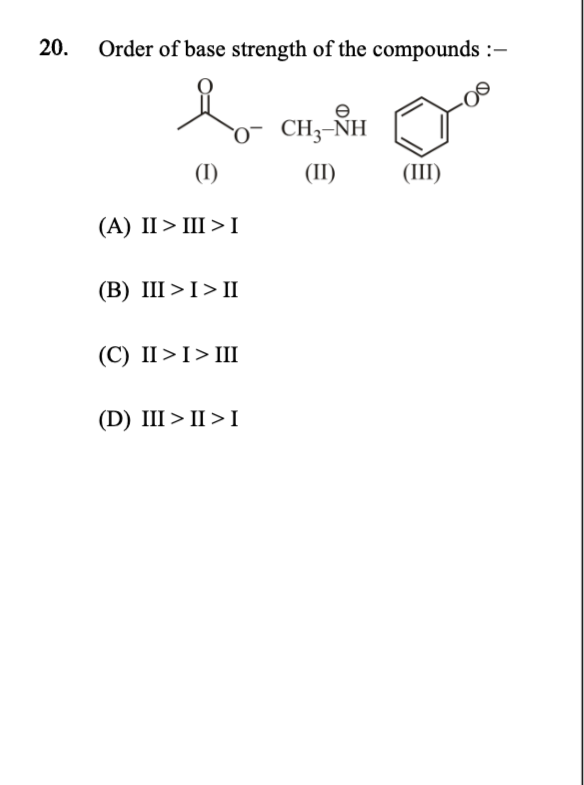 20. Order of base strength of the compounds :–
O
O⁻ CH₃–N͏H O
⊖ ⊖
(I) (II) (III)
(A) II > III > I
(B) III > I > II
(C) II > I > III
(D) III > II > I